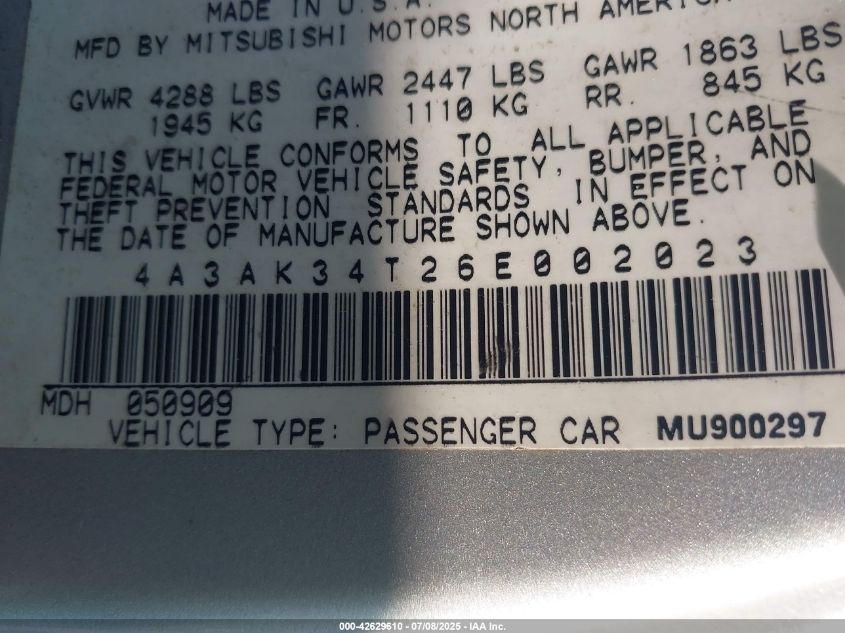 MADE IN U.S.A.
MFD BY MITSUBISHI MOTORS NORTH AMERICA
GVWR 4288 LBS GAWR 2447 LBS GAWR 1863 LBS
1945 KG FR. 1110 KG RR. 845 KG
THIS VEHICLE CONFORMS TO ALL APPLICABLE
FEDERAL MOTOR VEHICLE SAFETY, BUMPER, AND
THEFT PREVENTION STANDARDS IN EFFECT ON
THE DATE OF MANUFACTURE SHOWN ABOVE.
4A3AK34T26E002023
MDH 050909
VEHICLE TYPE: PASSENGER CAR MU900297
000-42629610 - 07/08/2025 - IAA Inc.